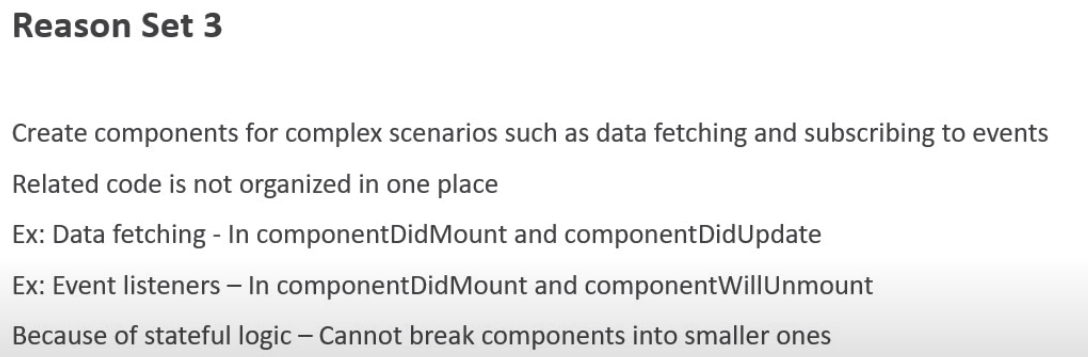 Reason Set 3
Create components for complex scenarios such as data fetching and subscribing to events
Related code is not organized in one place
Ex: Data fetching - In componentDidMount and componentDidUpdate
Ex: Event listeners – In componentDidMount and componentWillUnmount
Because of stateful logic – Cannot break components into smaller ones